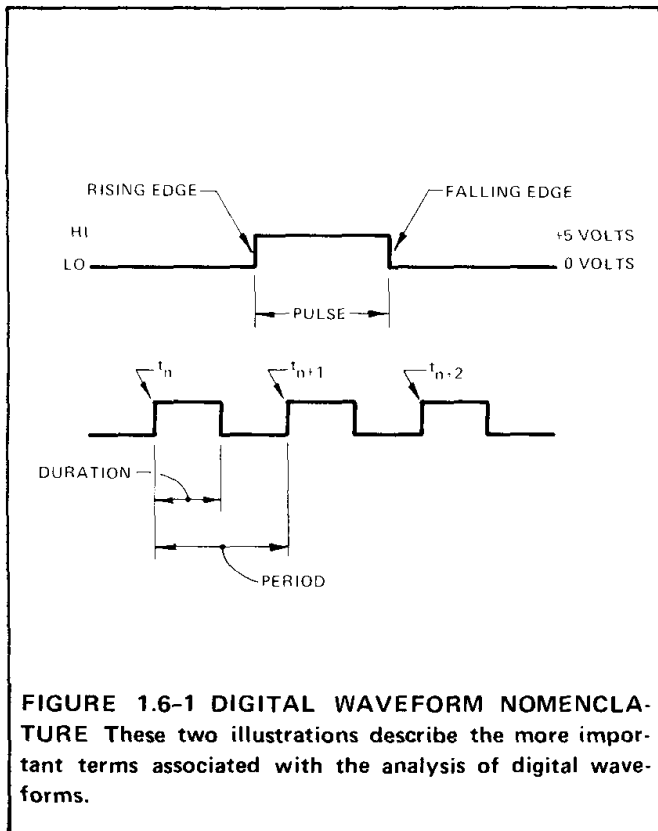 RISING EDGE
FALLING EDGE
HI
+5 VOLTS
LO
0 VOLTS
PULSE
tn
tn+1
tn+2
DURATION
PERIOD
FIGURE 1.6-1 DIGITAL WAVEFORM NOMENCLA-
TURE These two illustrations describe the more impor-
tant terms associated with the analysis of digital wave-
forms.